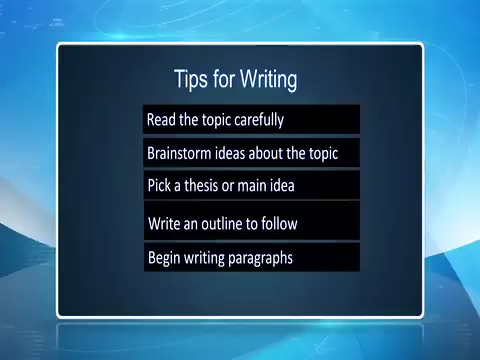 Tips for Writing
Read the topic carefully
Brainstorm ideas about the topic
Pick a thesis or main idea
Write an outline to follow
Begin writing paragraphs